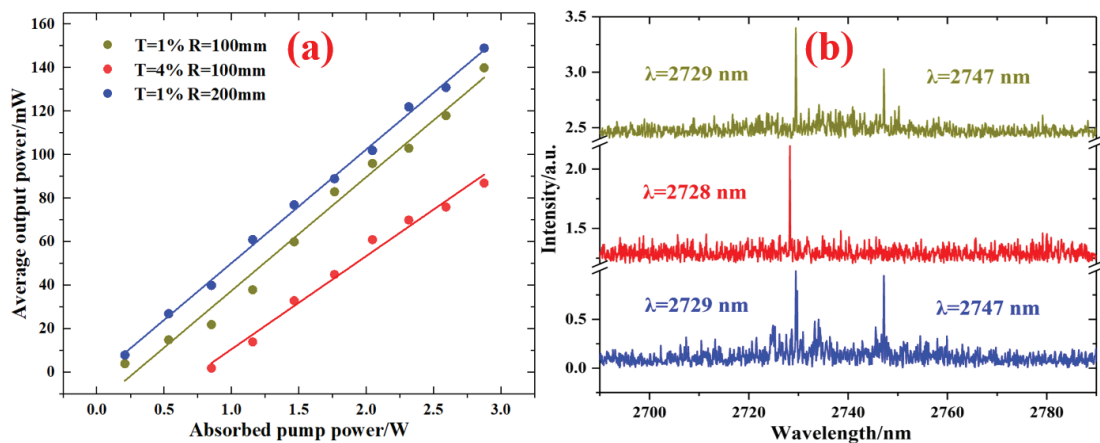 (a)
T=1% R=100mm
T=4% R=100mm
T=1% R=200mm
Average output power/mW
160
140
120
100
80
60
40
20
0
0.0 0.5 1.0 1.5 2.0 2.5 3.0
Absorbed pump power/W
(b)
λ=2729 nm λ=2747 nm
λ=2728 nm
λ=2729 nm λ=2747 nm
Intensity/a.u.
3.5
3.0
2.5
2.0
1.5
0.5
0.0
2700 2720 2740 2760 2780
Wavelength/nm